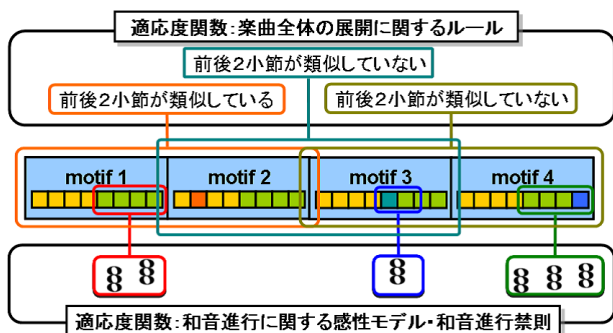 適応度関数:楽曲全体の展開に関するルール
前後２小節が類似していない
前後２小節が類似している
前後２小節が類似していない
motif 1
motif 2
motif 3
motif 4
適応度関数:和音進行に関する感性モデル・和音進行禁則